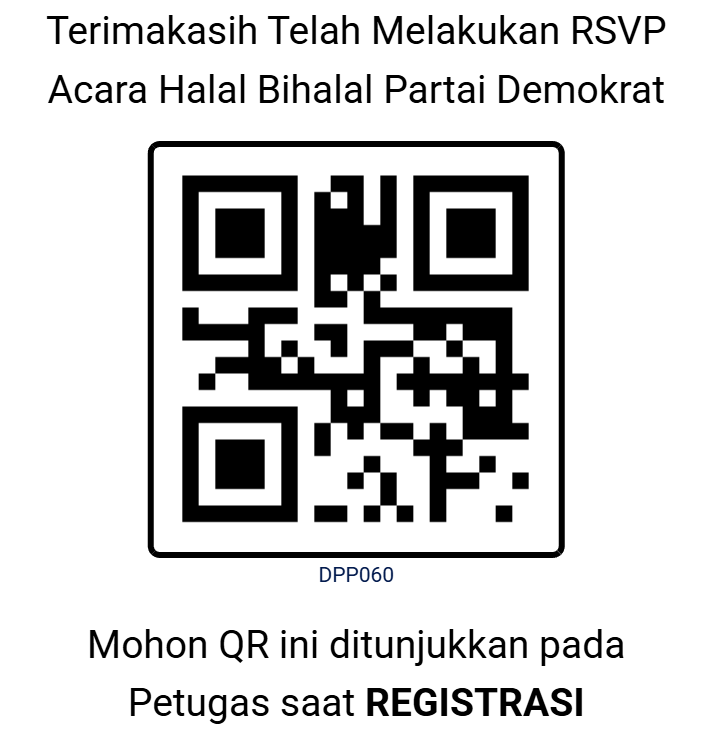 Terimakasih Telah Melakukan RSVP
Acara Halal Bihalal Partai Demokrat
DPP060
Mohon QR ini ditunjukkan pada
Petugas saat REGISTRASI